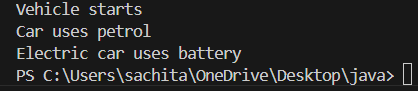 Vehicle starts
Car uses petrol
Electric car uses battery
PS C:\Users\sachita\OneDrive\Desktop\java>